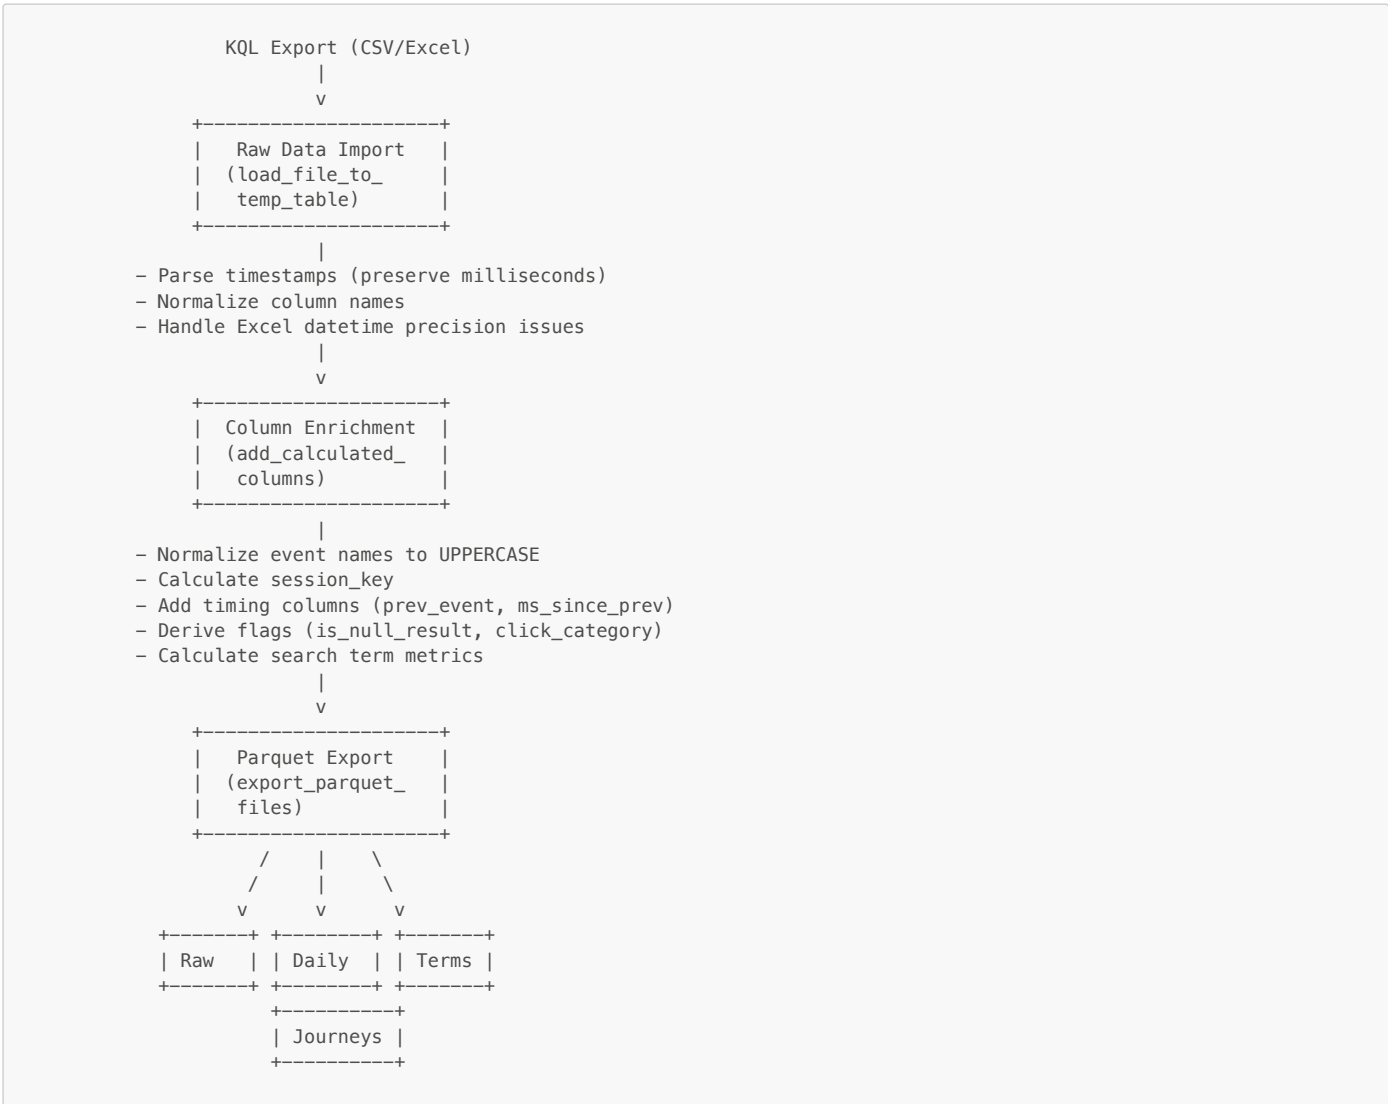 KQL Export (CSV/Excel)
|
v
+---------------------+
|   Raw Data Import   |
|  (load_file_to_     |
|   temp_table)       |
+---------------------+
|
- Parse timestamps (preserve milliseconds)
- Normalize column names
- Handle Excel datetime precision issues
|
v
+---------------------+
|  Column Enrichment  |
|  (add_calculated_   |
|   columns)          |
+---------------------+
|
- Normalize event names to UPPERCASE
- Calculate session_key
- Add timing columns (prev_event, ms_since_prev)
- Derive flags (is_null_result, click_category)
- Calculate search term metrics
|
v
+---------------------+
|   Parquet Export    |
|  (export_parquet_   |
|   files)            |
+---------------------+
/    |    \
/     |     \
v      v      v
+-------+ +--------+ +-------+
| Raw   | | Daily  | | Terms |
+-------+ +--------+ +-------+
+----------+
| Journeys |
+----------+